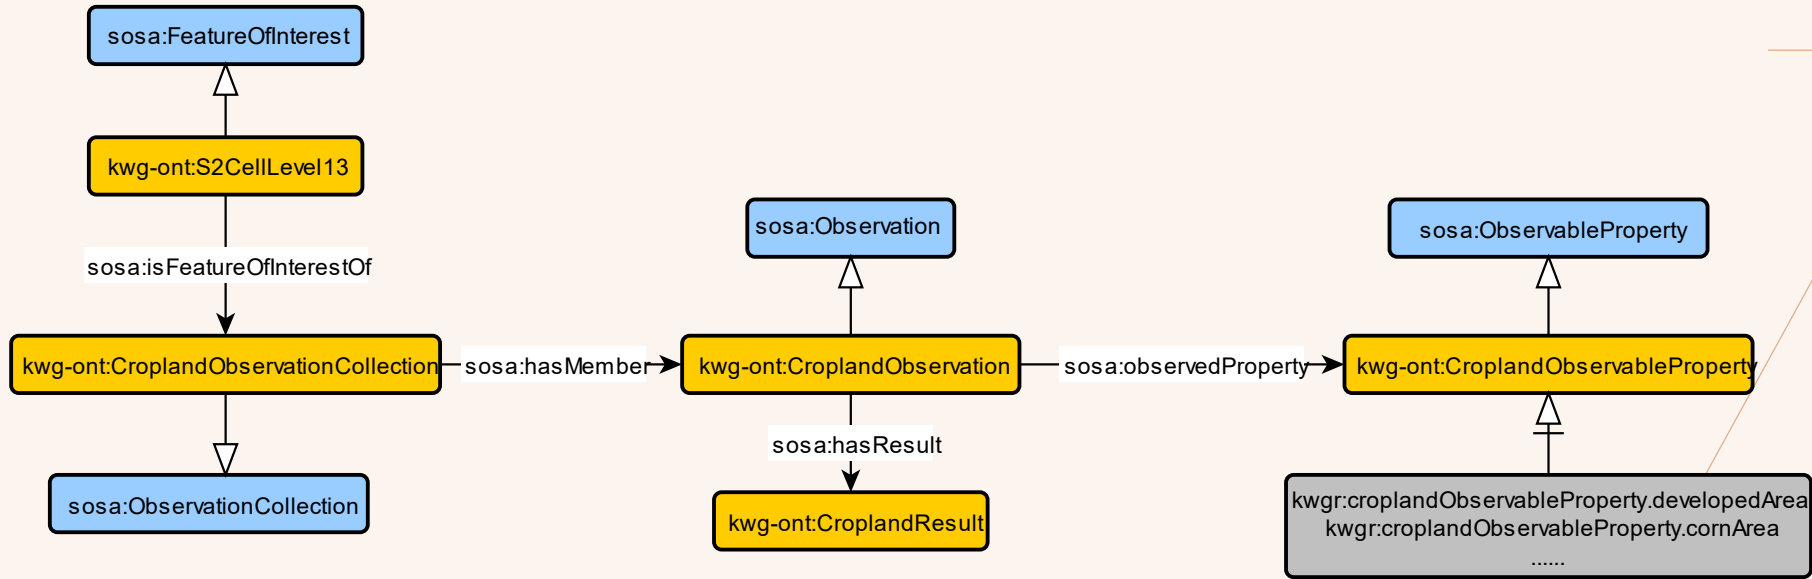 sosa:FeatureOfInterest
kwg-ont:S2CellLevel13
sosa:isFeatureOfInterestOf
kwg-ont:CroplandObservationCollection
sosa:ObservationCollection
sosa:hasMember
sosa:Observation
kwg-ont:CroplandObservation
sosa:hasResult
kwg-ont:CroplandResult
sosa:observedProperty
sosa:ObservableProperty
kwg-ont:CroplandObservableProperty
kwgr:croplandObservableProperty.developedArea
kwgr:croplandObservableProperty.cornArea
......